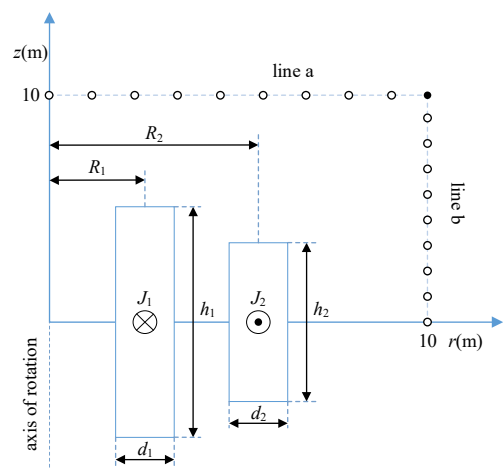 z(m)
line a
10
R₂
R₁
line b
J₁
J₂
h₁
h₂
10 r(m)
axis of rotation
d₂
d₁